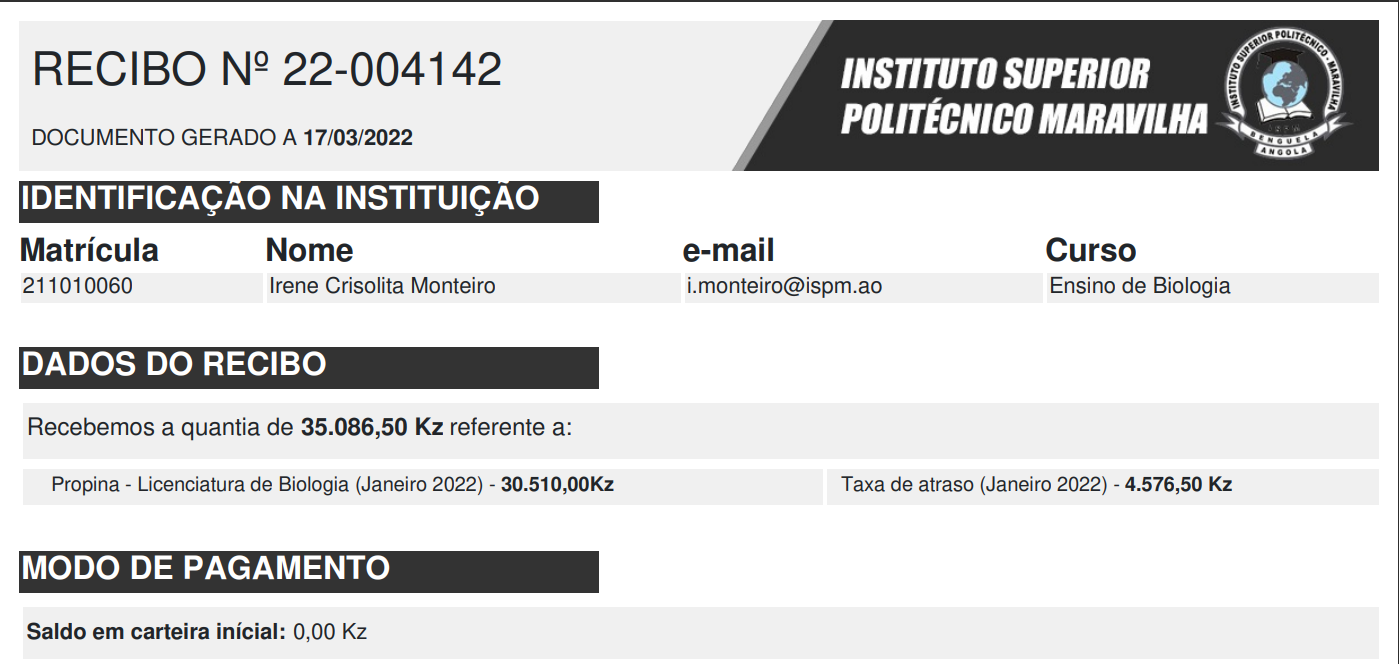 RECIBO Nº 22-004142
DOCUMENTO GERADO A 17/03/2022
INSTITUTO SUPERIOR
POLITÉCNICO MARAVILHA
INSTITUTO SUPERIOR POLITÉCNICO - MARAVILHA
BENGUELA
ANGOLA
IDENTIFICAÇÃO NA INSTITUIÇÃO
Matrícula Nome e-mail Curso
211010060 Irene Crisolita Monteiro i.monteiro@ispm.ao Ensino de Biologia
DADOS DO RECIBO
Recebemos a quantia de 35.086,50 Kz referente a:
Propina - Licenciatura de Biologia (Janeiro 2022) - 30.510,00Kz Taxa de atraso (Janeiro 2022) - 4.576,50 Kz
MODO DE PAGAMENTO
Saldo em carteira inícial: 0,00 Kz